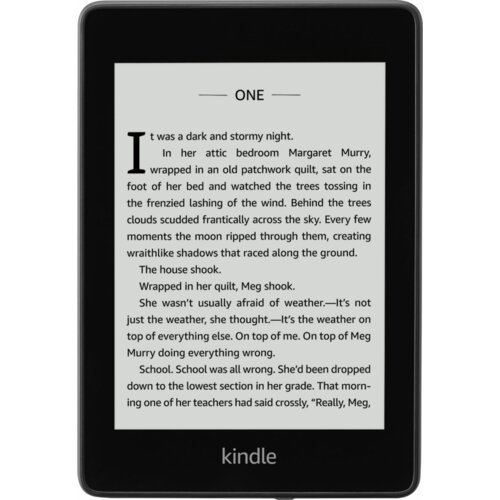 ONE
It was a dark and stormy night.
In her attic bedroom Margaret Murry,
wrapped in an old patchwork quilt, sat on the
foot of her bed and watched the trees tossing in
the frenzied lashing of the wind. Behind the trees
clouds scudded frantically across the sky. Every few
moments the moon ripped through them, creating
wraithlike shadows that raced along the ground.
The house shook.
Wrapped in her quilt, Meg shook.
She wasn't usually afraid of weather.—It's not
just the weather, she thought.—It's the weather on
top of everything else. On top of me. On top of Meg
Murry doing everything wrong.
School. School was all wrong. She'd been dropped
down to the lowest section in her grade. That morn-
ing one of her teachers had said crossly, “Really, Meg,
kindle